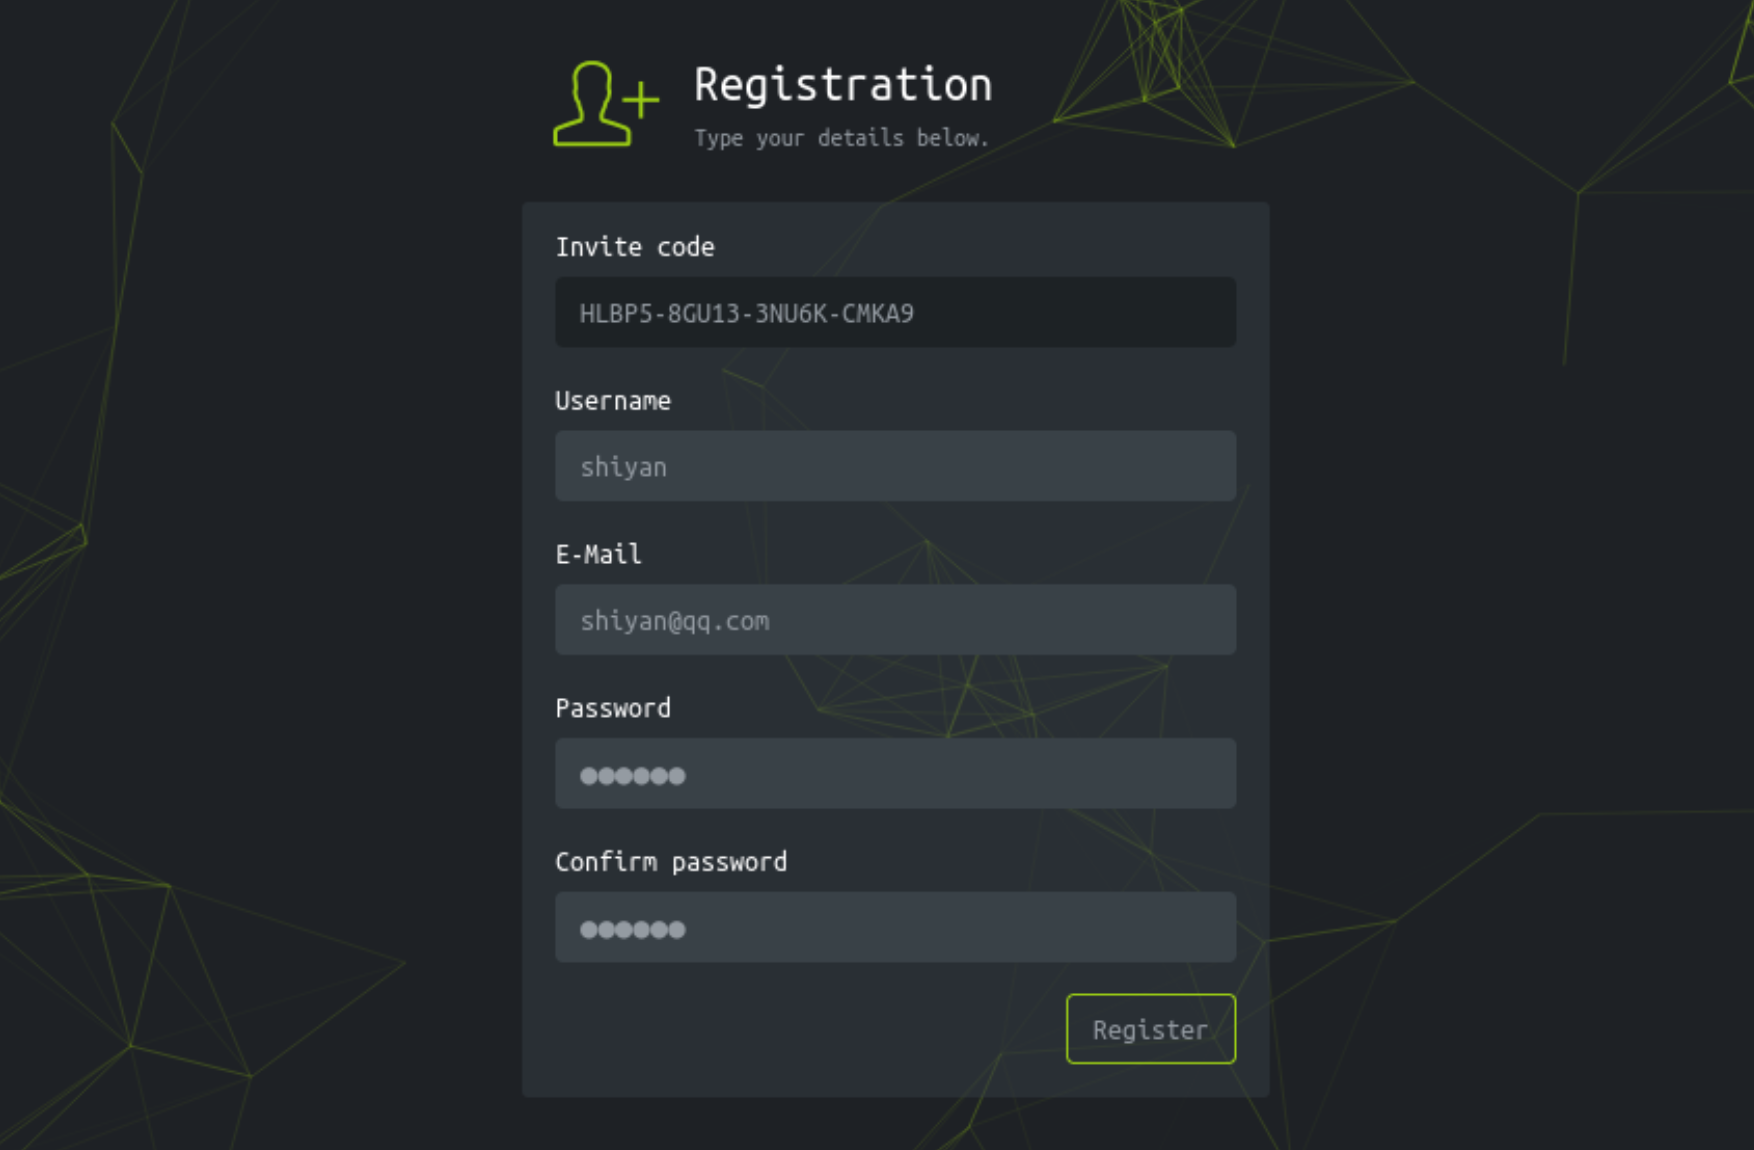 Registration
Type your details below.
Invite code
HLBP5-8GU13-3NU6K-CMKA9
Username
shiyan
E-Mail
shiyan@qq.com
Password
●●●●●●
Confirm password
●●●●●●
Register